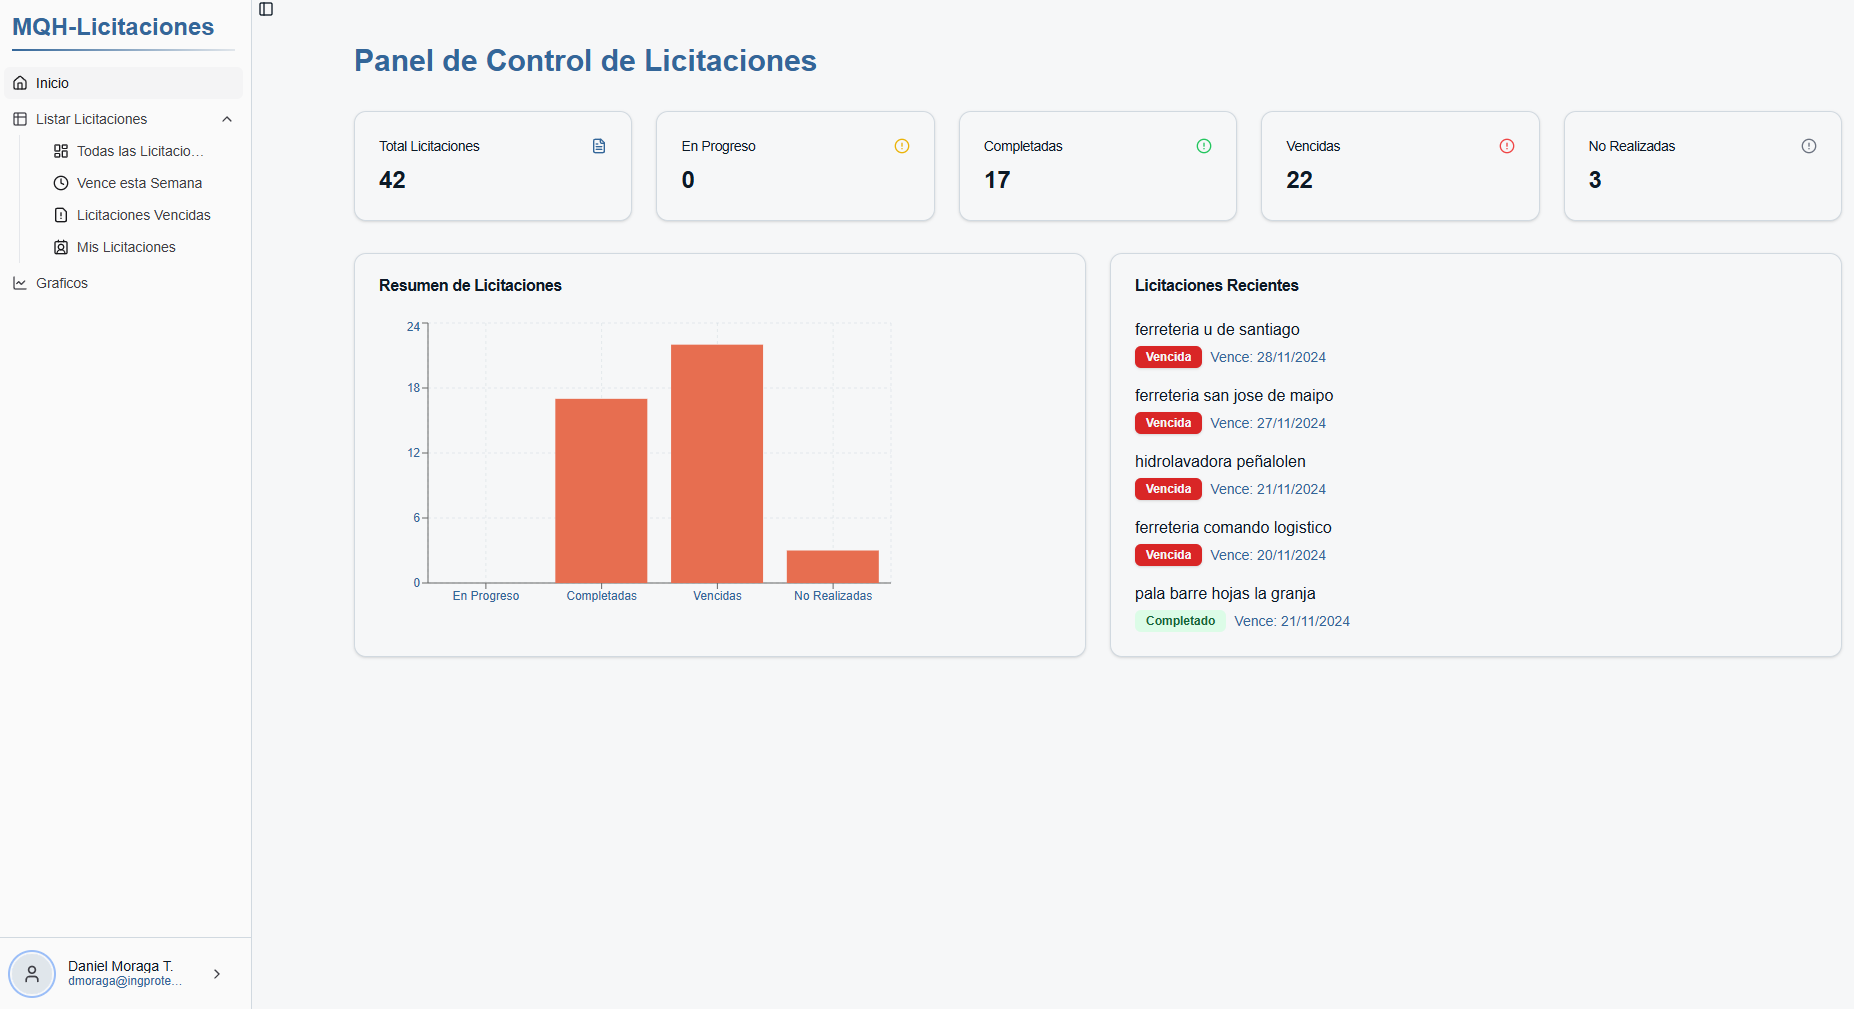 MQH-Licitaciones
Inicio
Listar Licitaciones
Todas las Licitacio...
Vence esta Semana
Licitaciones Vencidas
Mis Licitaciones
Graficos
Daniel Moraga T.
dmoraga@ingprote...
Panel de Control de Licitaciones
Total Licitaciones
42
En Progreso
0
Completadas
17
Vencidas
22
No Realizadas
3
Resumen de Licitaciones
24
18
12
6
0
En Progreso Completadas Vencidas No Realizadas
Licitaciones Recientes
ferreteria u de santiago
Vencida Vence: 28/11/2024
ferreteria san jose de maipo
Vencida Vence: 27/11/2024
hidrolavadora peñalolen
Vencida Vence: 21/11/2024
ferreteria comando logistico
Vencida Vence: 20/11/2024
pala barre hojas la granja
Completado Vence: 21/11/2024